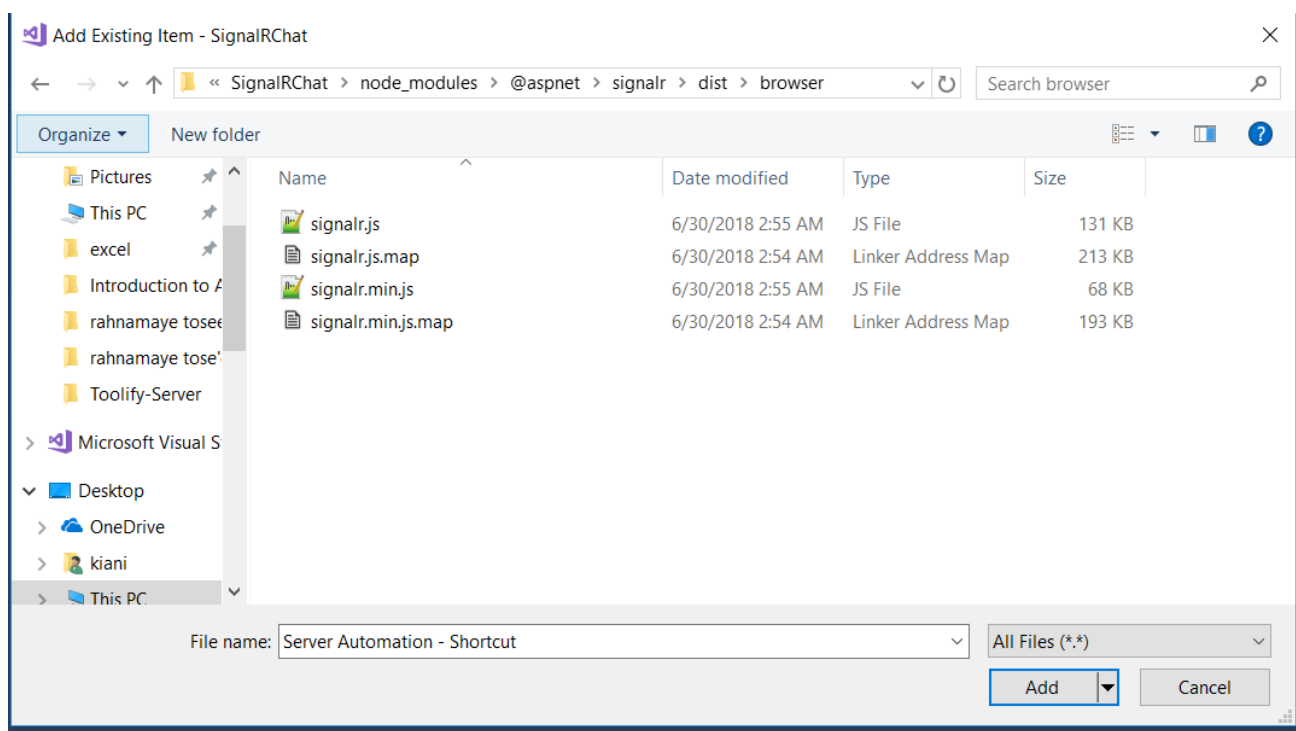 Add Existing Item - SignalRChat
« SignalRChat > node_modules > @aspnet > signalr > dist > browser
Search browser
Organize
New folder
Pictures
This PC
excel
Introduction to A
rahnamaye tosee
rahnamaye tose'
Toolify-Server
Microsoft Visual S
Desktop
OneDrive
kiani
This PC
Name Date modified Type Size
signalr.js 6/30/2018 2:55 AM JS File 131 KB
signalr.js.map 6/30/2018 2:54 AM Linker Address Map 213 KB
signalr.min.js 6/30/2018 2:55 AM JS File 68 KB
signalr.min.js.map 6/30/2018 2:54 AM Linker Address Map 193 KB
File name: Server Automation - Shortcut
All Files (*.*)
Add
Cancel